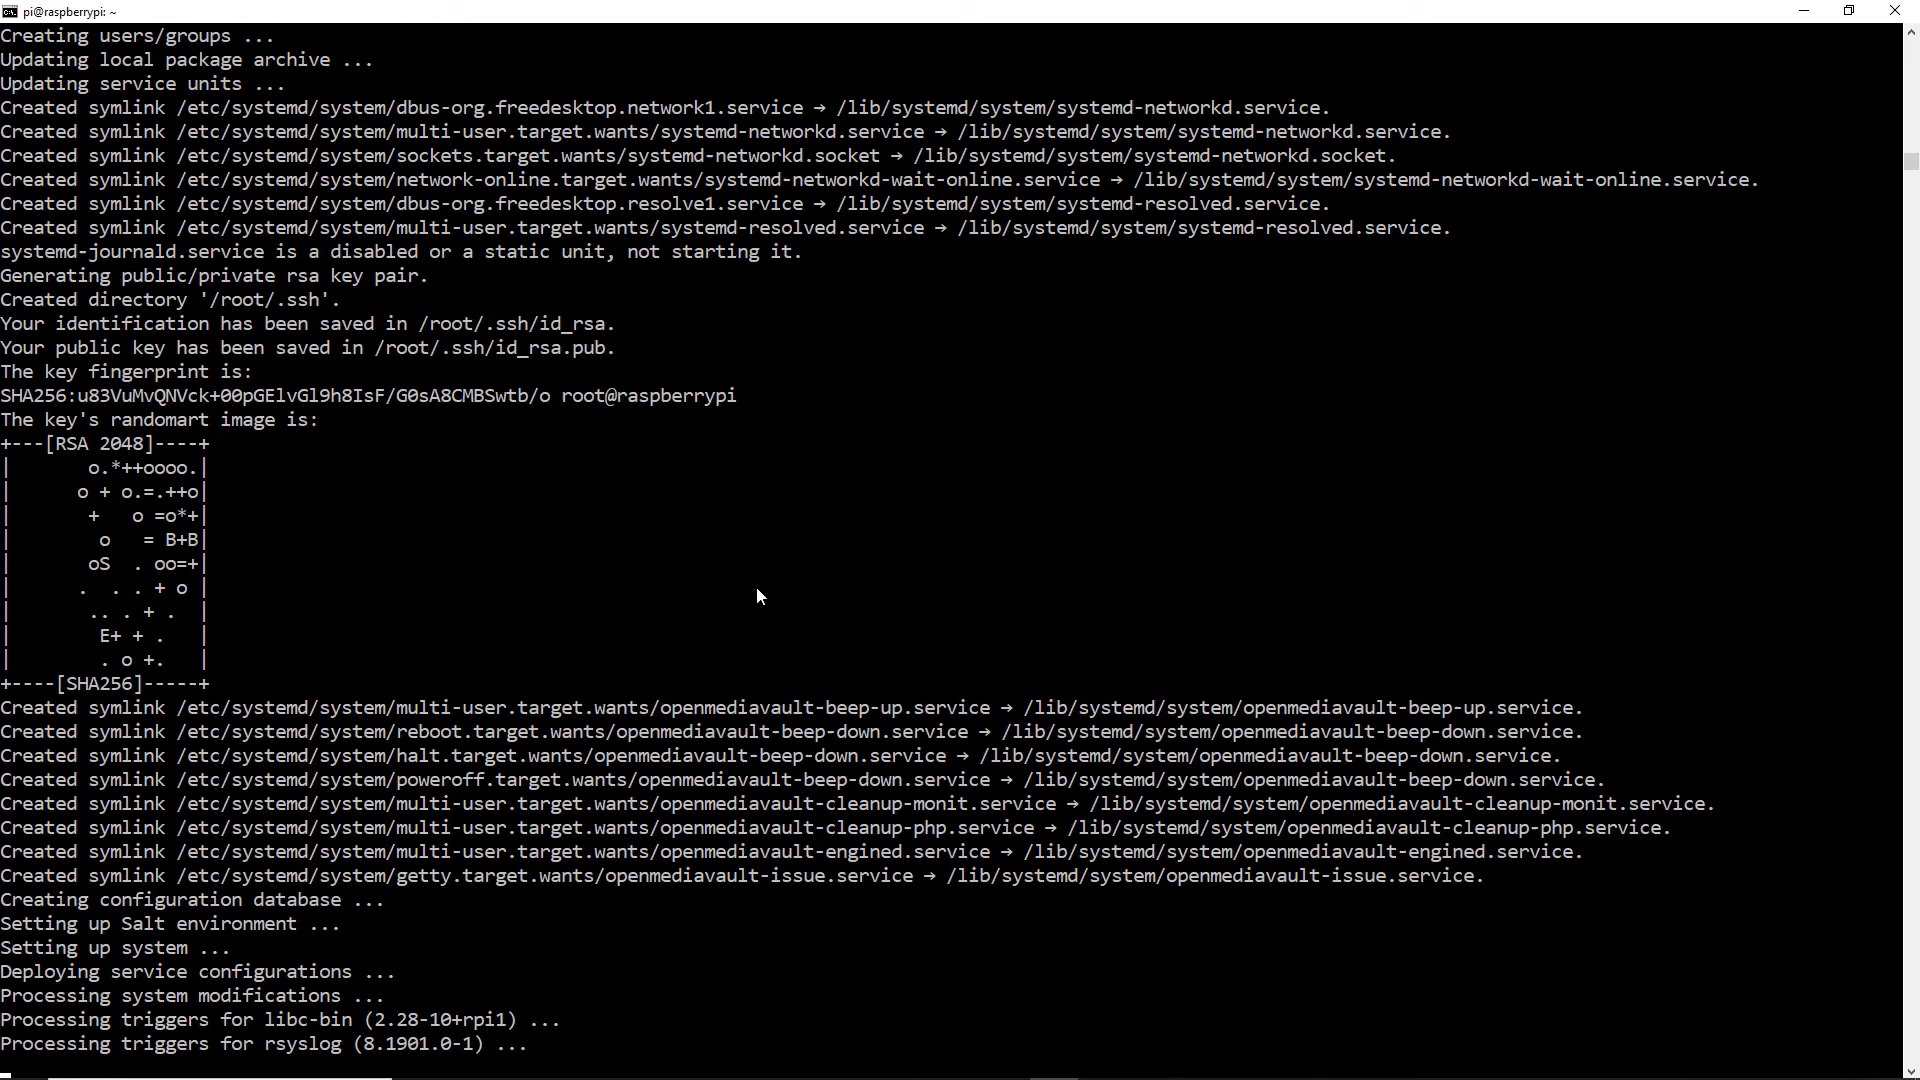 pi@raspberrypi: ~
Creating users/groups ...
Updating local package archive ...
Updating service units ...
Created symlink /etc/systemd/system/dbus-org.freedesktop.network1.service → /lib/systemd/system/systemd-networkd.service.
Created symlink /etc/systemd/system/multi-user.target.wants/systemd-networkd.service → /lib/systemd/system/systemd-networkd.service.
Created symlink /etc/systemd/system/sockets.target.wants/systemd-networkd.socket → /lib/systemd/system/systemd-networkd.socket.
Created symlink /etc/systemd/system/network-online.target.wants/systemd-networkd-wait-online.service → /lib/systemd/system/systemd-networkd-wait-online.service.
Created symlink /etc/systemd/system/dbus-org.freedesktop.resolve1.service → /lib/systemd/system/systemd-resolved.service.
Created symlink /etc/systemd/system/multi-user.target.wants/systemd-resolved.service → /lib/systemd/system/systemd-resolved.service.
systemd-journald.service is a disabled or a static unit, not starting it.
Generating public/private rsa key pair.
Created directory '/root/.ssh'.
Your identification has been saved in /root/.ssh/id_rsa.
Your public key has been saved in /root/.ssh/id_rsa.pub.
The key fingerprint is:
SHA256:u83VuMvQNVck+00pGElvGl9h8IsF/G0sA8CMBSwtb/o root@raspberrypi
The key's randomart image is:
+---[RSA 2048]----+
|       o.*++oooo.|
|      o + o.=.++o|
|       +   o =o*+|
|        o   = B+B|
|       oS  . oo=+|
|      .  . . + o |
|       .. . + .  |
|        E+ + .   |
|        . o +.   |
+----[SHA256]-----+
Created symlink /etc/systemd/system/multi-user.target.wants/openmediavault-beep-up.service → /lib/systemd/system/openmediavault-beep-up.service.
Created symlink /etc/systemd/system/reboot.target.wants/openmediavault-beep-down.service → /lib/systemd/system/openmediavault-beep-down.service.
Created symlink /etc/systemd/system/halt.target.wants/openmediavault-beep-down.service → /lib/systemd/system/openmediavault-beep-down.service.
Created symlink /etc/systemd/system/poweroff.target.wants/openmediavault-beep-down.service → /lib/systemd/system/openmediavault-beep-down.service.
Created symlink /etc/systemd/system/multi-user.target.wants/openmediavault-cleanup-monit.service → /lib/systemd/system/openmediavault-cleanup-monit.service.
Created symlink /etc/systemd/system/multi-user.target.wants/openmediavault-cleanup-php.service → /lib/systemd/system/openmediavault-cleanup-php.service.
Created symlink /etc/systemd/system/multi-user.target.wants/openmediavault-engined.service → /lib/systemd/system/openmediavault-engined.service.
Created symlink /etc/systemd/system/getty.target.wants/openmediavault-issue.service → /lib/systemd/system/openmediavault-issue.service.
Creating configuration database ...
Setting up Salt environment ...
Setting up system ...
Deploying service configurations ...
Processing system modifications ...
Processing triggers for libc-bin (2.28-10+rpi1) ...
Processing triggers for rsyslog (8.1901.0-1) ...